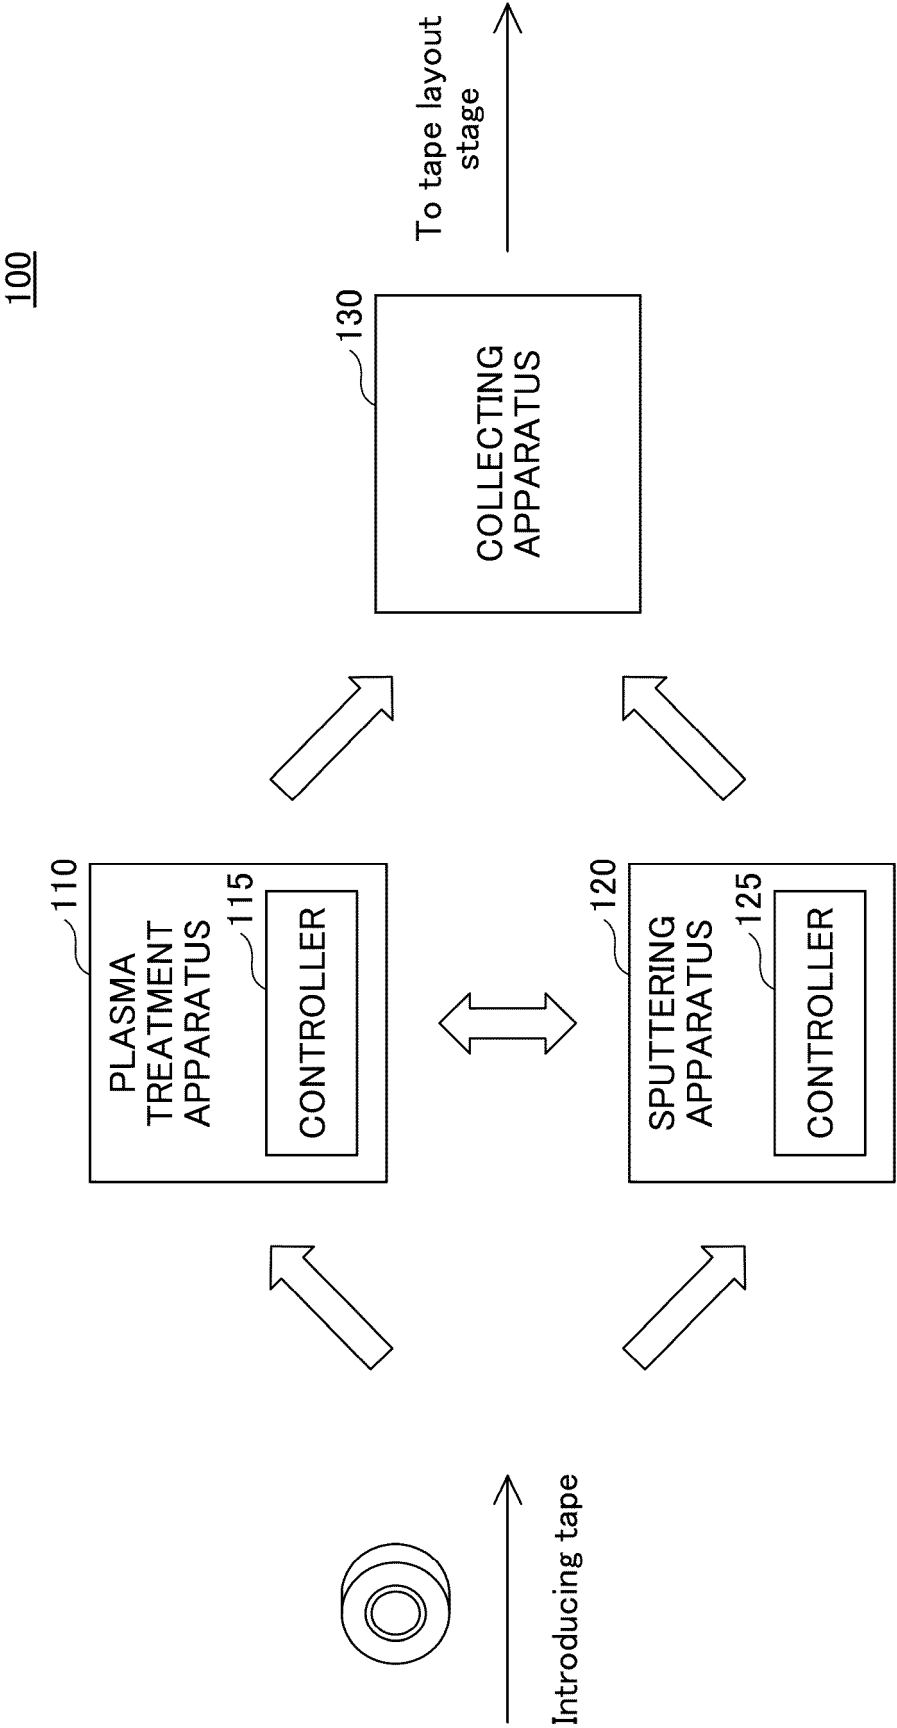 100
110
PLASMA
TREATMENT
APPARATUS
115
CONTROLLER
130
COLLECTING
APPARATUS
To tape layout
stage
Introducing tape
120
SPUTTERING
APPARATUS
125
CONTROLLER